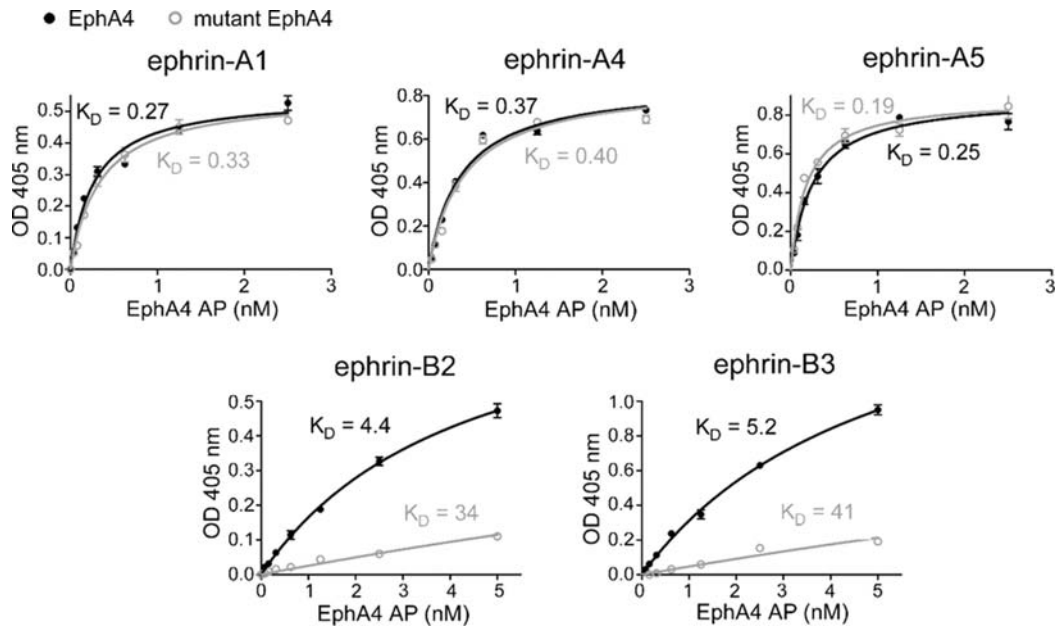 EphA4 mutant EphA4
ephrin-A1
K_D = 0.27
K_D = 0.33
OD 405 nm
0.5
0.4
0.3
0.2
0.1
0.0
0 1 2 3
EphA4 AP (nM)
ephrin-A4
K_D = 0.37
K_D = 0.40
OD 405 nm
0.8
0.6
0.4
0.2
0.0
0 1 2 3
EphA4 AP (nM)
ephrin-A5
K_D = 0.19
K_D = 0.25
OD 405 nm
1.0
0.8
0.6
0.4
0.2
0.0
0 1 2 3
EphA4 AP (nM)
ephrin-B2
K_D = 4.4
K_D = 34
OD 405 nm
0.5
0.4
0.3
0.2
0.1
0.0
0 1 2 3 4 5
EphA4 AP (nM)
ephrin-B3
K_D = 5.2
K_D = 41
OD 405 nm
1.0
0.8
0.6
0.4
0.2
0.0
0 1 2 3 4 5
EphA4 AP (nM)